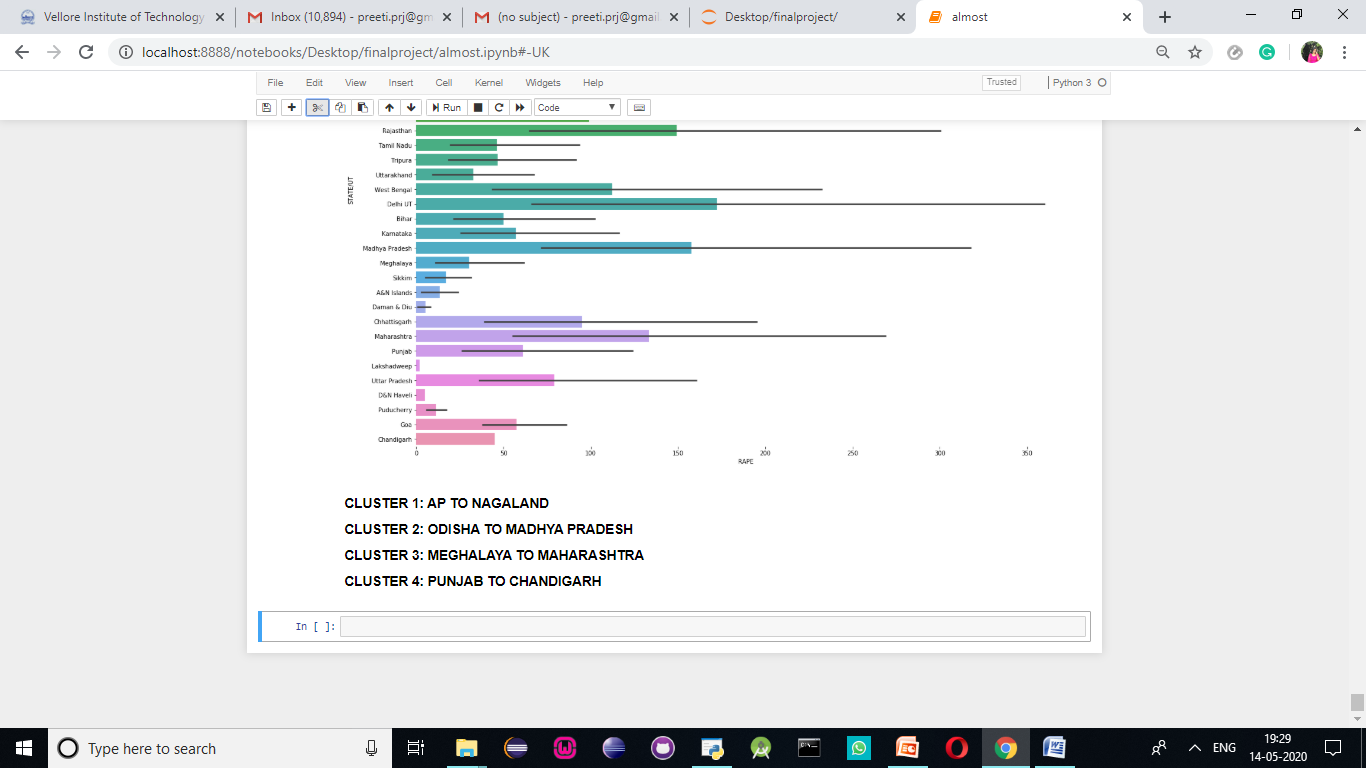 Vellore Institute of Technology
Inbox (10,894) - preeti.prj@gm
(no subject) - preeti.prj@gmail
Desktop/finalproject/
almost
localhost:8888/notebooks/Desktop/finalproject/almost.ipynb#-UK
File Edit View Insert Cell Kernel Widgets Help
Trusted
Python 3
Run
Code
STATE/UT
Rajasthan
Tamil Nadu
Tripura
Uttarakhand
West Bengal
Delhi UT
Bihar
Karnataka
Madhya Pradesh
Meghalaya
Sikkim
A&N Islands
Daman & Diu
Chhattisgarh
Maharashtra
Punjab
Lakshadweep
Uttar Pradesh
D&N Haveli
Puducherry
Goa
Chandigarh
0 50 100 150 200 250 300 350
RAPE
CLUSTER 1: AP TO NAGALAND
CLUSTER 2: ODISHA TO MADHYA PRADESH
CLUSTER 3: MEGHALAYA TO MAHARASHTRA
CLUSTER 4: PUNJAB TO CHANDIGARH
In [ ]:
Type here to search
ENG
19:29
14-05-2020